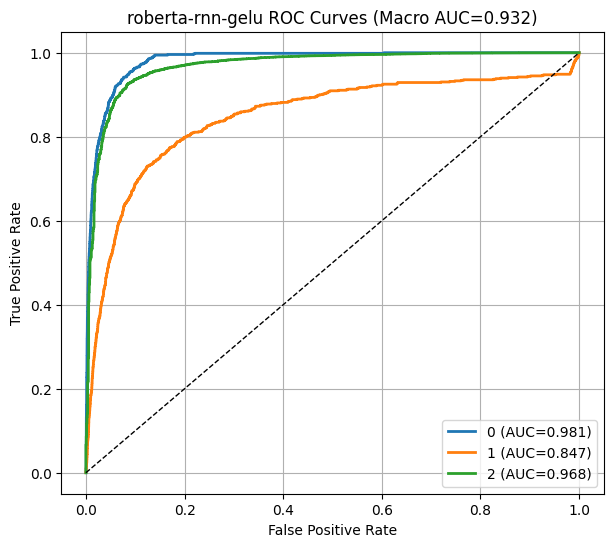 roberta-rnn-gelu ROC Curves (Macro AUC=0.932)
True Positive Rate
1.0
0.8
0.6
0.4
0.2
0.0
0.0 0.2 0.4 0.6 0.8 1.0
False Positive Rate
0 (AUC=0.981)
1 (AUC=0.847)
2 (AUC=0.968)